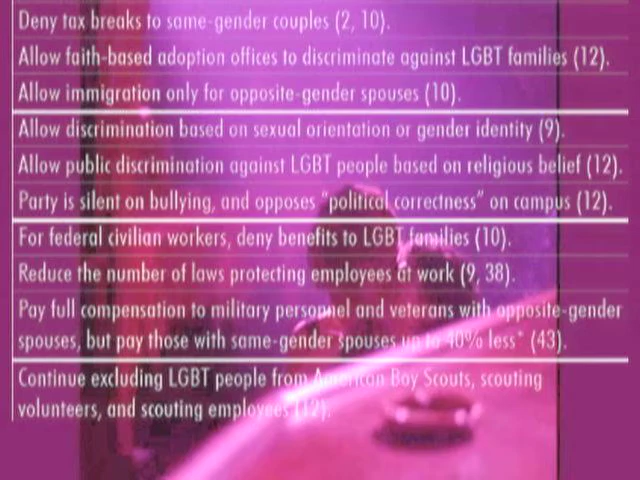 Deny tax breaks to same-gender couples (2, 10).
Allow faith-based adoption offices to discriminate against LGBT families (12).
Allow immigration only for opposite-gender spouses (10).
Allow discrimination based on sexual orientation or gender identity (9).
Allow public discrimination against LGBT people based on religious belief (12).
Party is silent on bullying, and opposes “political correctness” on campus (12).
For federal civilian workers, deny benefits to LGBT families (10).
Reduce the number of laws protecting employees at work (9, 38).
Pay full compensation to military personnel and veterans with opposite-gender
spouses, but pay those with same-gender spouses up to 40% less* (43).
Continue excluding LGBT people from American Boy Scouts, scouting
volunteers, and scouting employees (12).